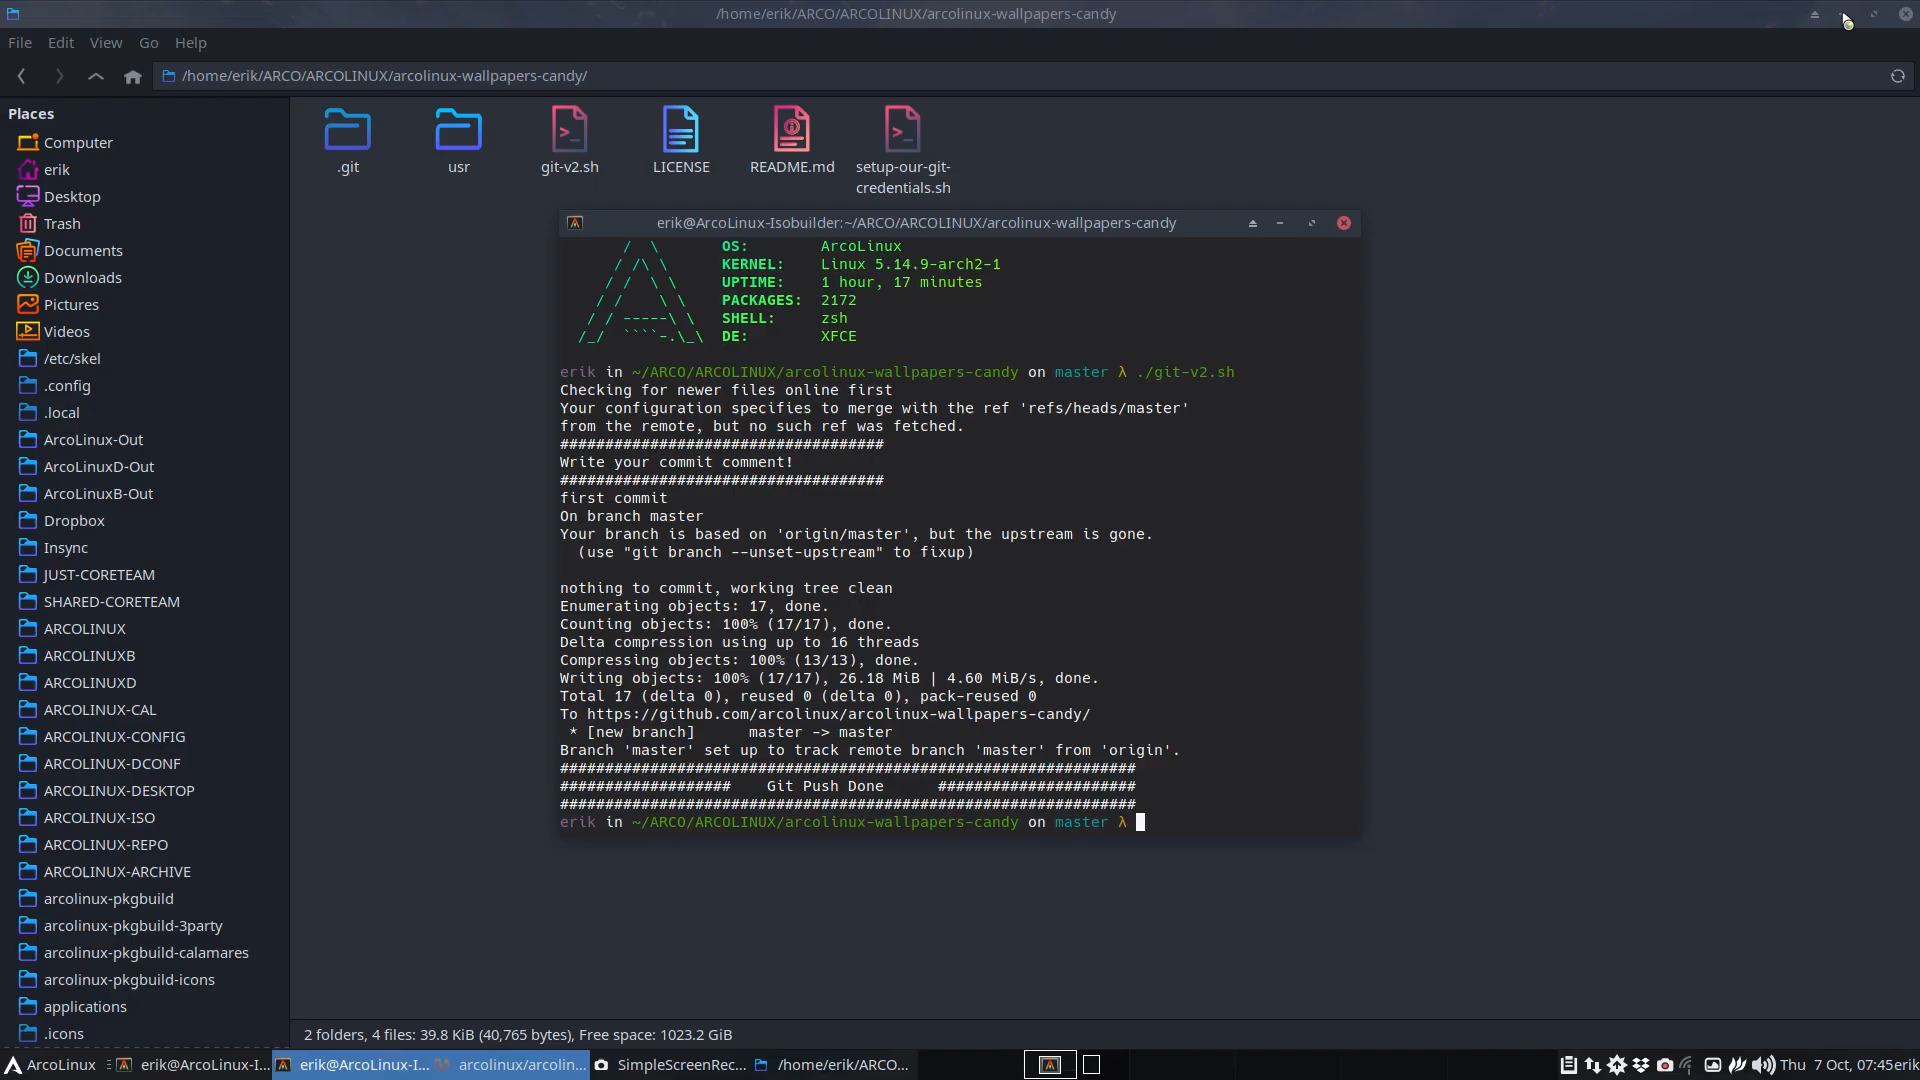 /home/erik/ARCO/ARCOLINUX/arcolinux-wallpapers-candy
File Edit View Go Help
/home/erik/ARCO/ARCOLINUX/arcolinux-wallpapers-candy/
Places
Computer
erik
Desktop
Trash
Documents
Downloads
Pictures
Videos
/etc/skel
.config
.local
ArcoLinux-Out
ArcoLinuxD-Out
ArcoLinuxB-Out
Dropbox
Insync
JUST-CORETEAM
SHARED-CORETEAM
ARCOLINUX
ARCOLINUXB
ARCOLINUXD
ARCOLINUX-CAL
ARCOLINUX-CONFIG
ARCOLINUX-DCONF
ARCOLINUX-DESKTOP
ARCOLINUX-ISO
ARCOLINUX-REPO
ARCOLINUX-ARCHIVE
arcolinux-pkgbuild
arcolinux-pkgbuild-3party
arcolinux-pkgbuild-calamares
arcolinux-pkgbuild-icons
applications
.icons
.git
usr
git-v2.sh
LICENSE
README.md
setup-our-git-
credentials.sh
erik@ArcoLinux-Isobuilder:~/ARCO/ARCOLINUX/arcolinux-wallpapers-candy
/ \ OS: ArcoLinux
/ /\ \ KERNEL: Linux 5.14.9-arch2-1
/ / \ \ UPTIME: 1 hour, 17 minutes
/ / \ \ PACKAGES: 2172
/ / -----\ \ SHELL: zsh
/_/ ````-.\_\ DE: XFCE
erik in ~/ARCO/ARCOLINUX/arcolinux-wallpapers-candy on master λ ./git-v2.sh
Checking for newer files online first
Your configuration specifies to merge with the ref 'refs/heads/master'
from the remote, but no such ref was fetched.
####################################
Write your commit comment!
####################################
first commit
On branch master
Your branch is based on 'origin/master', but the upstream is gone.
(use "git branch --unset-upstream" to fixup)
nothing to commit, working tree clean
Enumerating objects: 17, done.
Counting objects: 100% (17/17), done.
Delta compression using up to 16 threads
Compressing objects: 100% (13/13), done.
Writing objects: 100% (17/17), 26.18 MiB | 4.60 MiB/s, done.
Total 17 (delta 0), reused 0 (delta 0), pack-reused 0
To https://github.com/arcolinux/arcolinux-wallpapers-candy/
* [new branch] master -> master
Branch 'master' set up to track remote branch 'master' from 'origin'.
################################################################
################### Git Push Done ######################
################################################################
erik in ~/ARCO/ARCOLINUX/arcolinux-wallpapers-candy on master λ
2 folders, 4 files: 39.8 KiB (40,765 bytes), Free space: 1023.2 GiB
ArcoLinux erik@ArcoLinux-I... erik@ArcoLinux-I... arcolinux/arcolin... SimpleScreenRec... /home/erik/ARCO... Thu 7 Oct, 07:45 erik